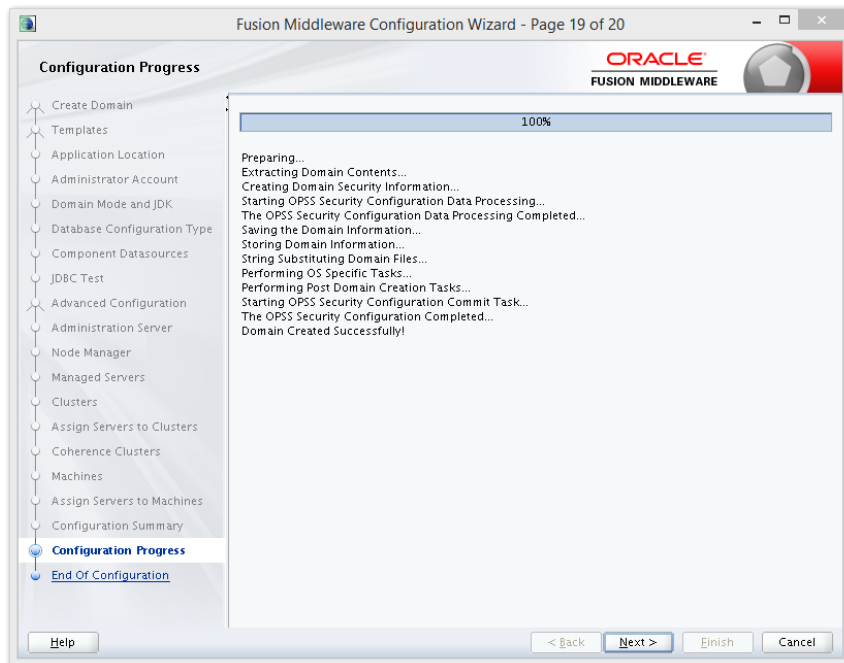 Fusion Middleware Configuration Wizard - Page 19 of 20
Configuration Progress
ORACLE
FUSION MIDDLEWARE
Create Domain
Templates
Application Location
Administrator Account
Domain Mode and JDK
Database Configuration Type
Component Datasources
JDBC Test
Advanced Configuration
Administration Server
Node Manager
Managed Servers
Clusters
Assign Servers to Clusters
Coherence Clusters
Machines
Assign Servers to Machines
Configuration Summary
Configuration Progress
End Of Configuration
100%
Preparing...
Extracting Domain Contents...
Creating Domain Security Information...
Starting OPSS Security Configuration Data Processing...
The OPSS Security Configuration Data Processing Completed...
Saving the Domain Information...
Storing Domain Information...
String Substituting Domain Files...
Performing OS Specific Tasks...
Performing Post Domain Creation Tasks...
Starting OPSS Security Configuration Commit Task...
The OPSS Security Configuration Completed...
Domain Created Successfully!
Help
< Back
Next >
Finish
Cancel